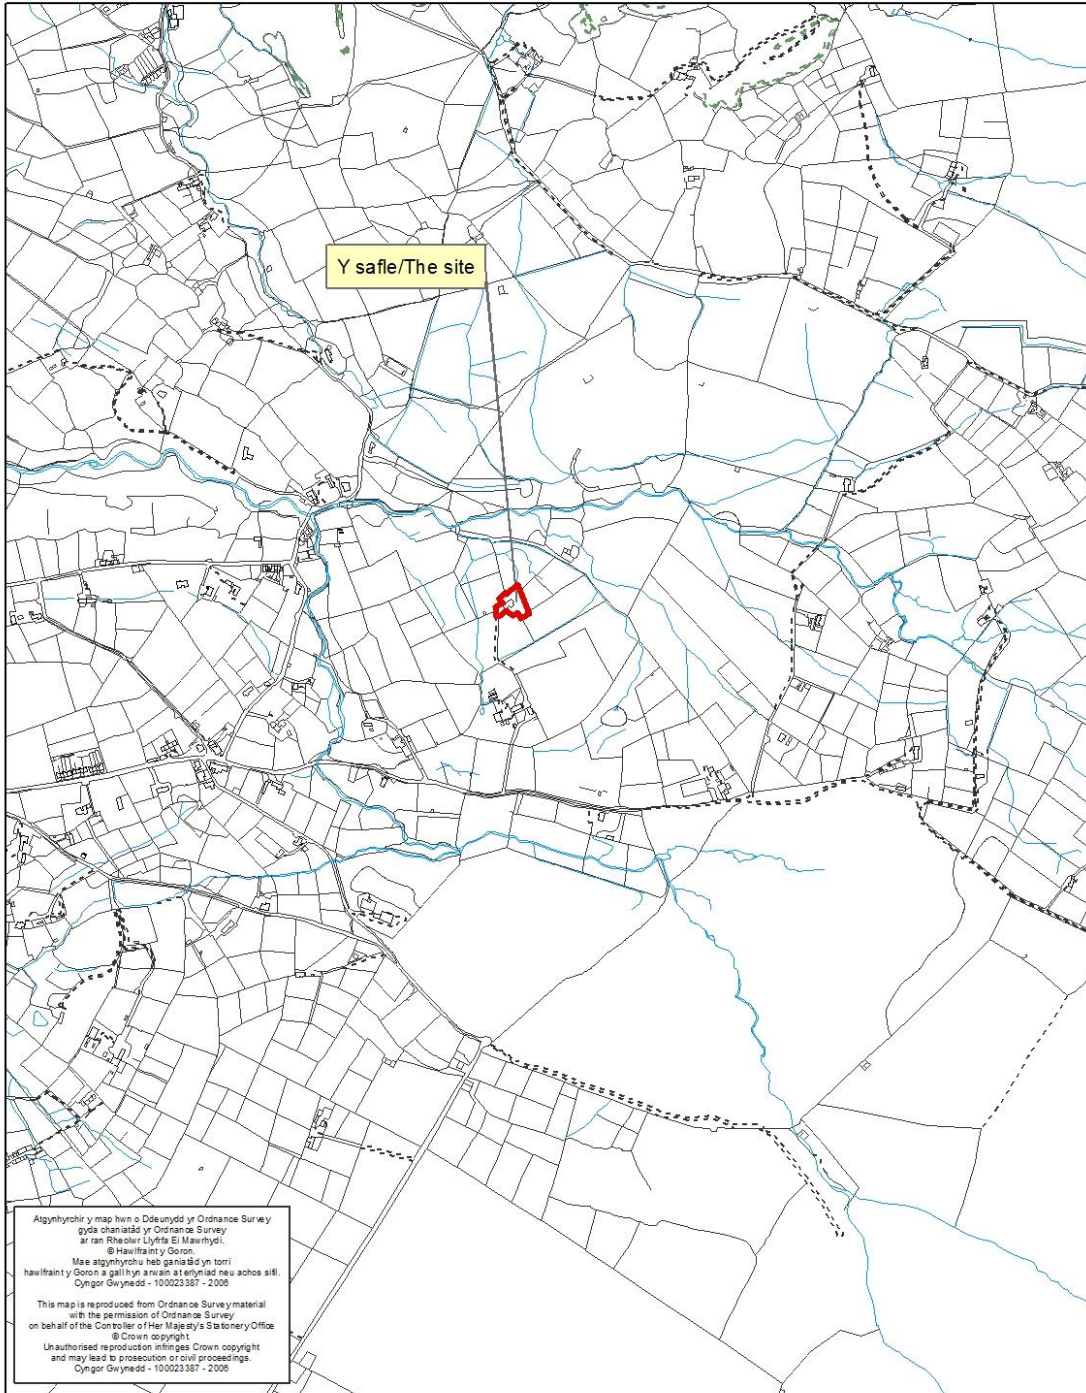 Y safle/The site
Atgynhyrchir y map hwn o Ddeunydd yr Ordnance Survey
gyda chaniatâd yr Ordnance Survey
ar ran Rheolwr Llyfrfa Ei Mawrhydi.
© Hawlfraint y Goron.
Mae atgynhyrchu heb ganiatâd yn torri
hawlfraint y Goron a gall hyn arwain at erlyniad neu achos sifil.
Cyngor Gwynedd - 100023387 - 2006
This map is reproduced from Ordnance Survey material
with the permission of Ordnance Survey
on behalf of the Controller of Her Majesty's Stationery Office
© Crown copyright.
Unauthorised reproduction infringes Crown copyright
and may lead to prosecution or civil proceedings.
Cyngor Gwynedd - 100023387 - 2006